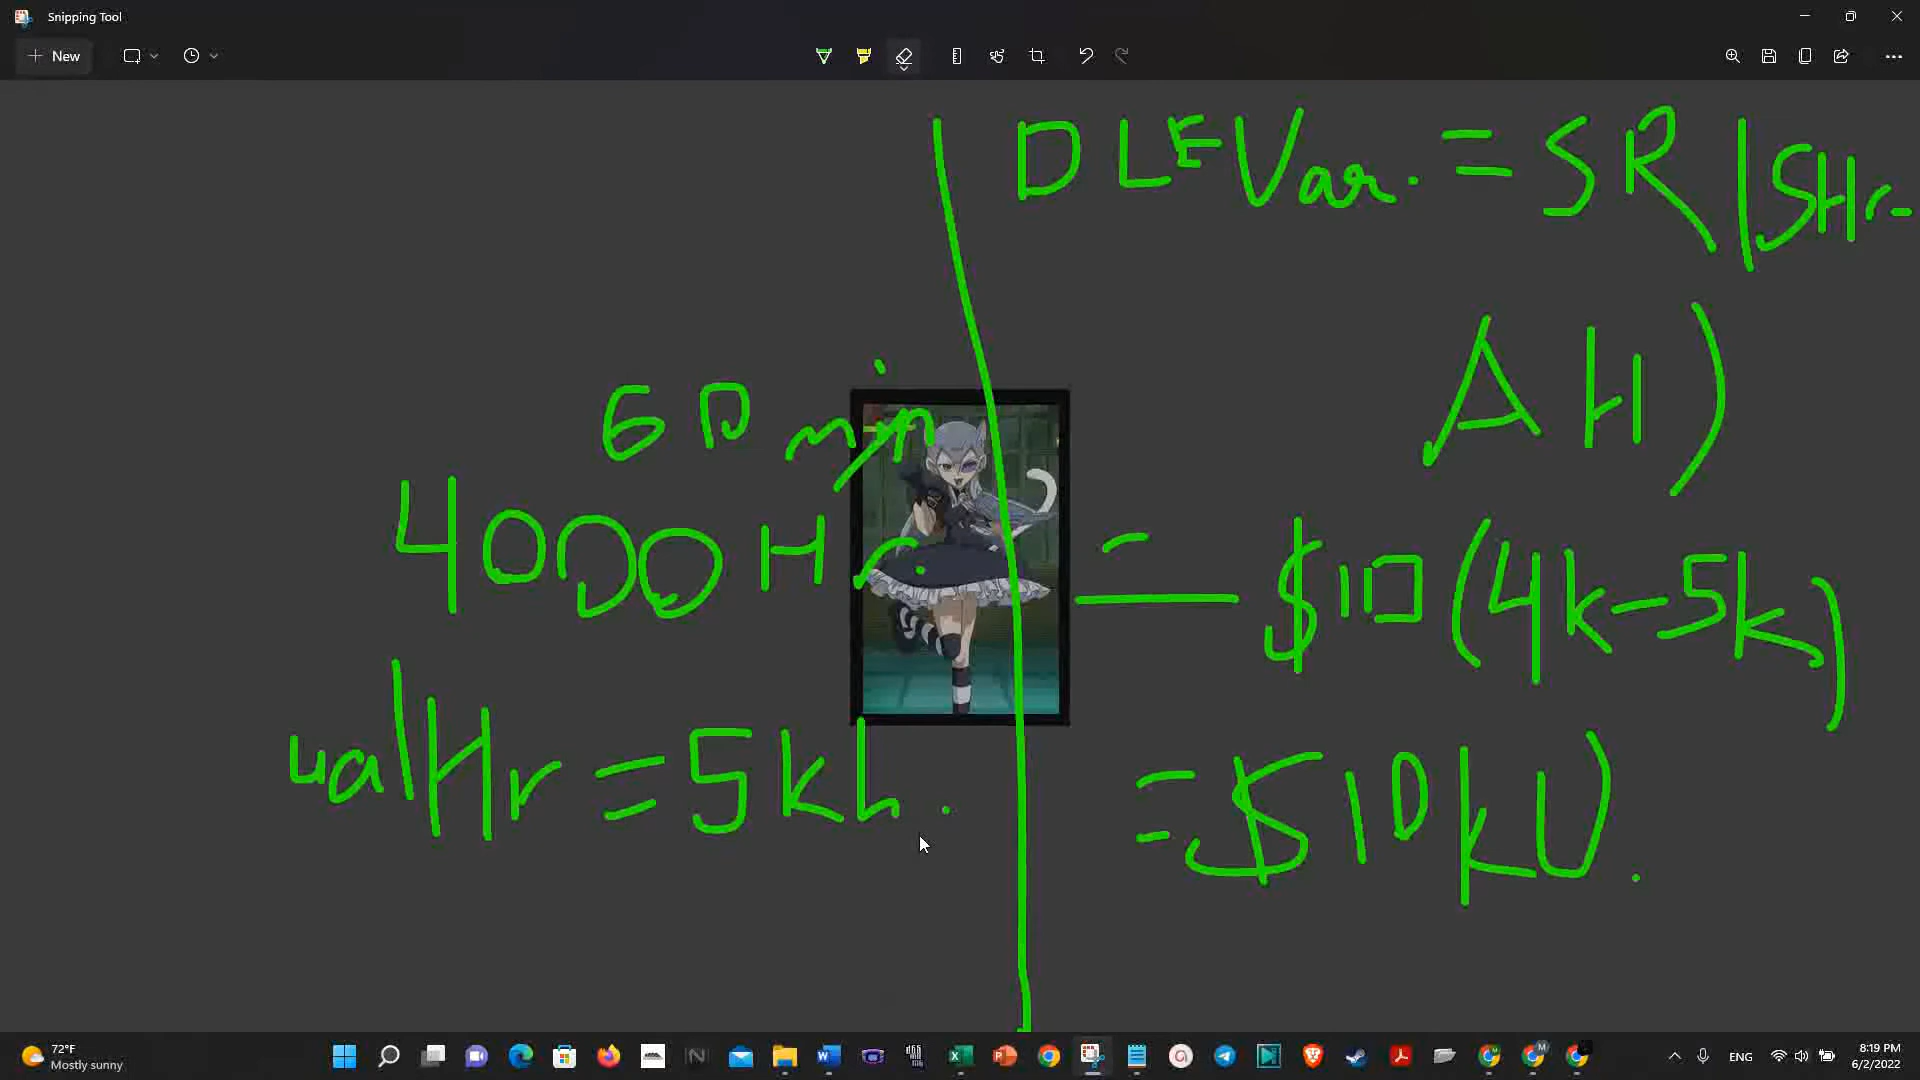 Snipping Tool
New
DLEVar. = SR (SHr-
AH)
60 min
4000 Hr.
= $10 (4k-5k)
ualHr = 5kh.
= $10k U.
72°F
Mostly sunny
ENG
8:19 PM
6/2/2022